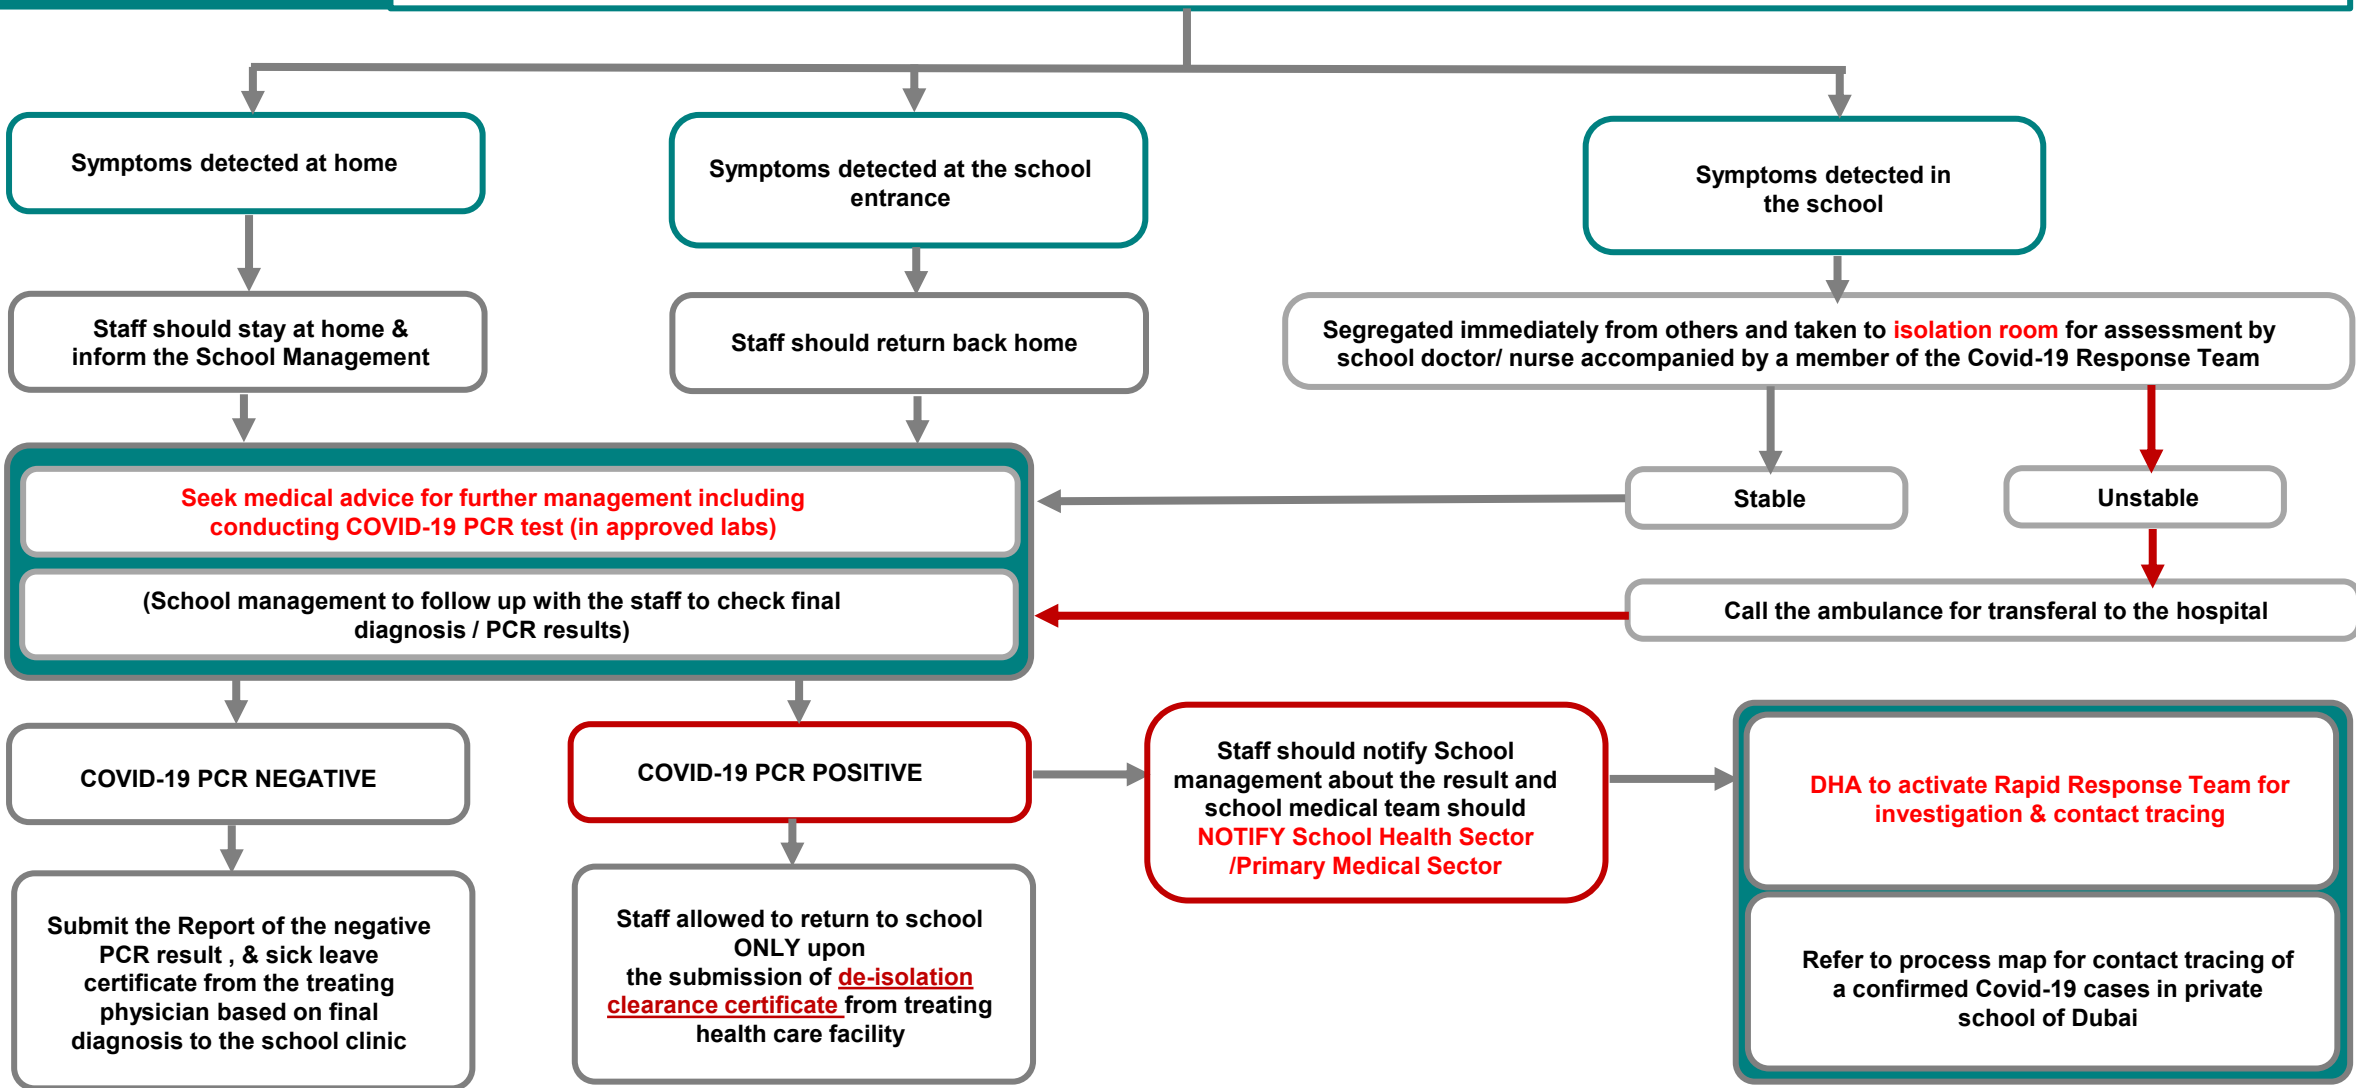 Symptoms detected at home
Symptoms detected at the school
entrance
Symptoms detected in
the school
Staff should stay at home &
inform the School Management
Staff should return back home
Segregated immediately from others and taken to isolation room for assessment by
school doctor/ nurse accompanied by a member of the Covid-19 Response Team
Seek medical advice for further management including
conducting COVID-19 PCR test (in approved labs)
Stable
Unstable
(School management to follow up with the staff to check final
diagnosis / PCR results)
Call the ambulance for transferal to the hospital
COVID-19 PCR NEGATIVE
COVID-19 PCR POSITIVE
Staff should notify School
management about the result and
school medical team should
NOTIFY School Health Sector
/Primary Medical Sector
DHA to activate Rapid Response Team for
investigation & contact tracing
Submit the Report of the negative
PCR result , & sick leave
certificate from the treating
physician based on final
diagnosis to the school clinic
Staff allowed to return to school
ONLY upon
the submission of de-isolation
clearance certificate from treating
health care facility
Refer to process map for contact tracing of
a confirmed Covid-19 cases in private
school of Dubai